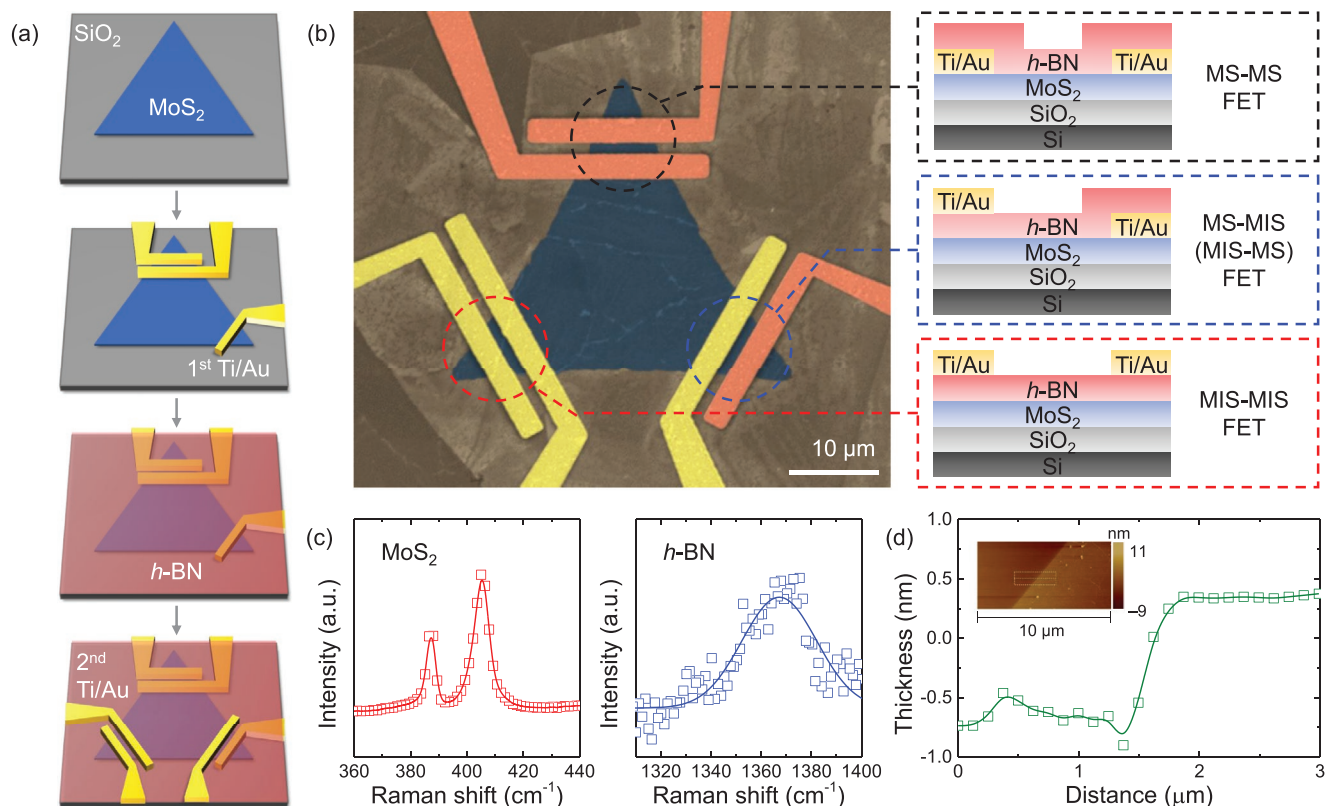 (a)
SiO₂
MoS₂
1ˢᵗ Ti/Au
h-BN
2ⁿᵈ
Ti/Au
(b)
10 μm
Ti/Au h-BN Ti/Au
MoS₂
SiO₂
Si
MS-MS
FET
Ti/Au
h-BN Ti/Au
MoS₂
SiO₂
Si
MS-MIS
(MIS-MS)
FET
Ti/Au Ti/Au
h-BN
MoS₂
SiO₂
Si
MIS-MIS
FET
(c)
MoS₂
Intensity (a.u.)
360 400 440
Raman shift (cm⁻¹)
h-BN
Intensity (a.u.)
1320 1340 1360 1380 1400
Raman shift (cm⁻¹)
(d)
Thickness (nm)
1.0
0.5
0.0
-0.5
-1.0
nm
11
−9
10 μm
0 1 2 3
Distance (μm)